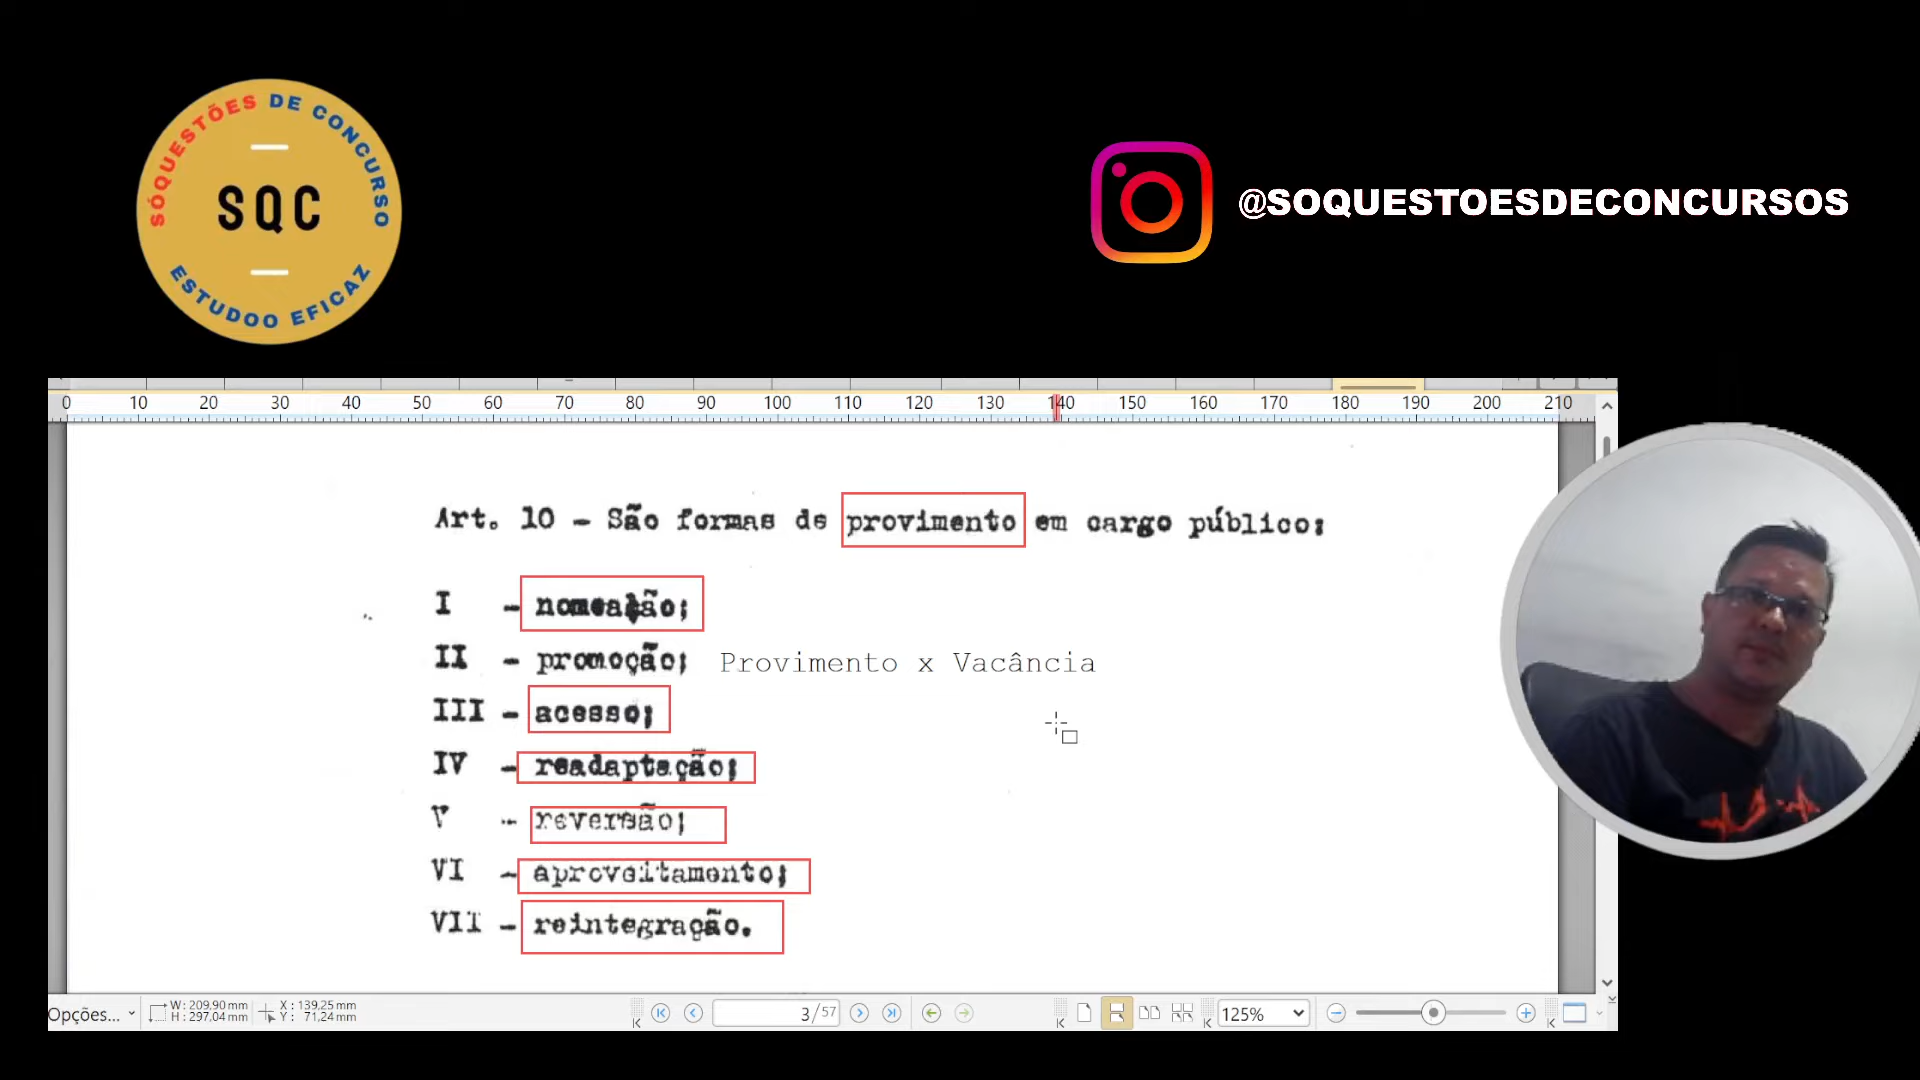 SÓQUESTÕES DE CONCURSO
SQC
ESTUDOO EFICAZ
@SOQUESTOESDECONCURSOS
0 10 20 30 40 50 60 70 80 90 100 110 120 130 140 150 160 170 180 190 200 210
Art. 10 - São formas de provimento em cargo público:
I - nomeação;
II - promoção; Provimento x Vacância
III - acesso;
IV - readaptação;
V - reversão;
VI - aproveitamento;
VII - reintegração.
Opções... W: 209,90 mm X: 139,25 mm 3/57 125%
H: 297,04 mm Y: 71,24 mm